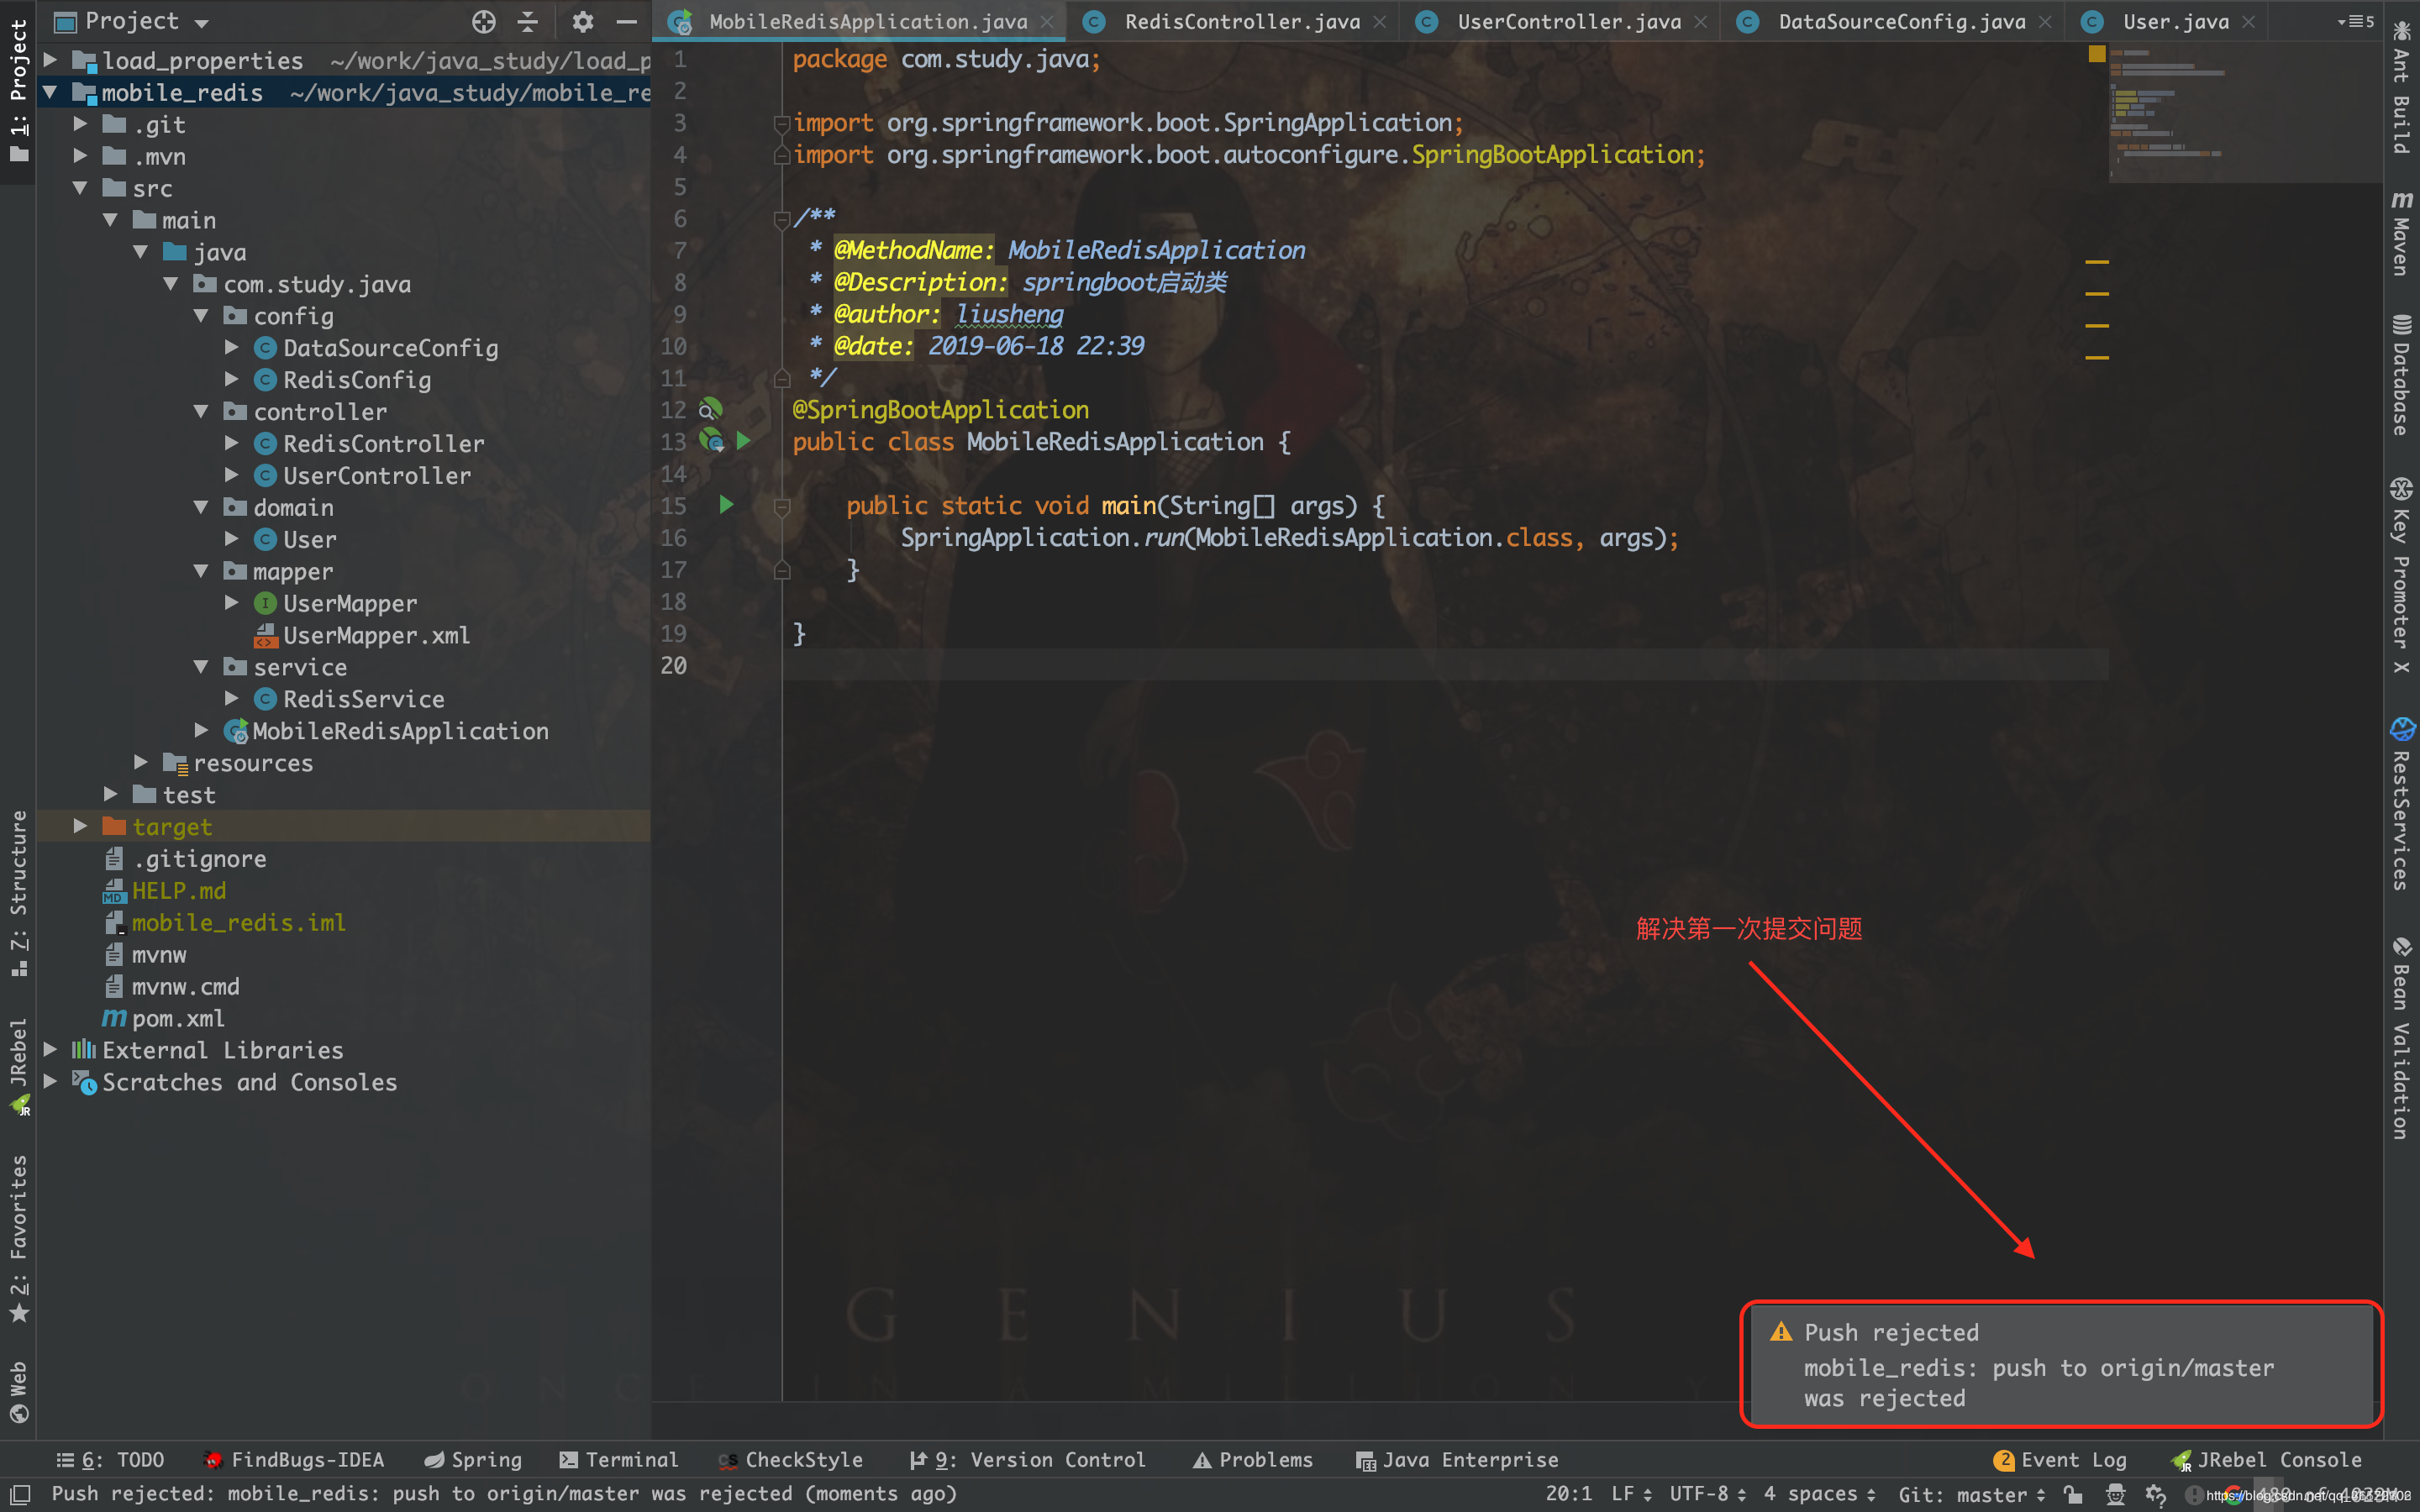 Project
load_properties ~/work/java_study/load_p
mobile_redis ~/work/java_study/mobile_re
.git
.mvn
src
main
java
com.study.java
config
DataSourceConfig
RedisConfig
controller
RedisController
UserController
domain
User
mapper
UserMapper
UserMapper.xml
service
RedisService
MobileRedisApplication
resources
test
target
.gitignore
HELP.md
mobile_redis.iml
mvnw
mvnw.cmd
pom.xml
External Libraries
Scratches and Consoles
1: Project
7: Structure
JRebel
2: Favorites
Web
MobileRedisApplication.java
RedisController.java
UserController.java
DataSourceConfig.java
User.java
5
1 package com.study.java;
2
3 import org.springframework.boot.SpringApplication;
4 import org.springframework.boot.autoconfigure.SpringBootApplication;
5
6 /**
7 * @MethodName: MobileRedisApplication
8 * @Description: springboot启动类
9 * @author: liusheng
10 * @date: 2019-06-18 22:39
11 */
12 @SpringBootApplication
13 public class MobileRedisApplication {
14
15 public static void main(String[] args) {
16 SpringApplication.run(MobileRedisApplication.class, args);
17 }
18
19 }
20
解决第一次提交问题
GENIUS
Push rejected
mobile_redis: push to origin/master
was rejected
Ant Build
Maven
Database
Key Promoter X
RestServices
Bean Validation
6: TODO
FindBugs-IDEA
Spring
Terminal
CheckStyle
9: Version Control
Problems
Java Enterprise
2 Event Log
JRebel Console
Push rejected: mobile_redis: push to origin/master was rejected (moments ago)
20:1
LF
UTF-8
4 spaces
Git: master